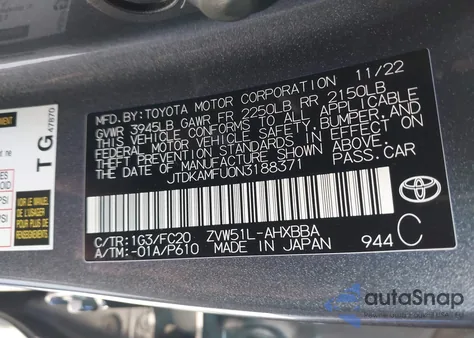 MFD BY:TOYOTA MOTOR CORPORATION 11/22
GVWR 3945LB GAWR FR 2250LB RR 2150LB
THIS VEHICLE CONFORMS TO ALL APPLICABLE
FEDERAL MOTOR VEHICLE SAFETY, BUMPER, AND
THEFT PREVENTION STANDARDS IN EFFECT ON
THE DATE OF MANUFACTURE SHOWN ABOVE.
JTDKAMFU0N3188371 PASS.CAR
C/TR:1G3/FC20 ZVW51L-AHXBBA
A/TM:-01A/P610 MADE IN JAPAN 944 C
TOYOTA
TG
47870
autoSnap